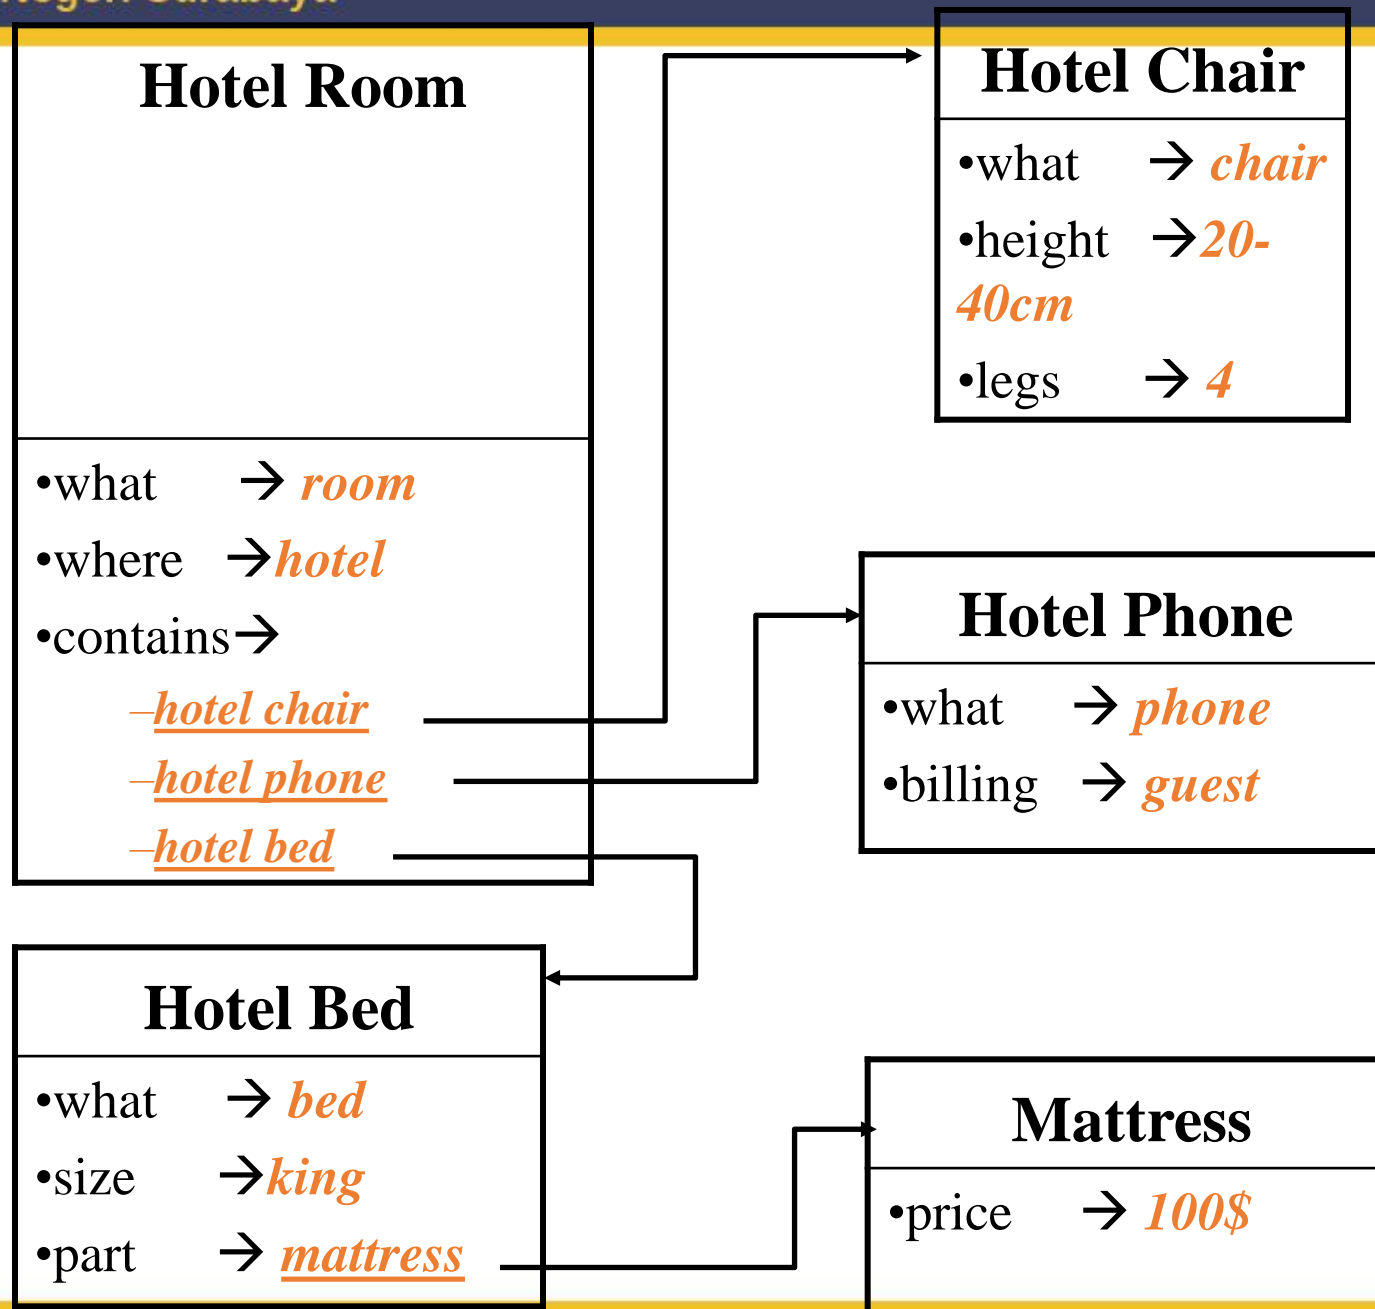 Hotel Room
•what → room
•where →hotel
•contains→
–hotel chair
–hotel phone
–hotel bed
Hotel Chair
•what → chair
•height →20-
40cm
•legs → 4
Hotel Phone
•what → phone
•billing → guest
Hotel Bed
•what → bed
•size →king
•part → mattress
Mattress
•price → 100$